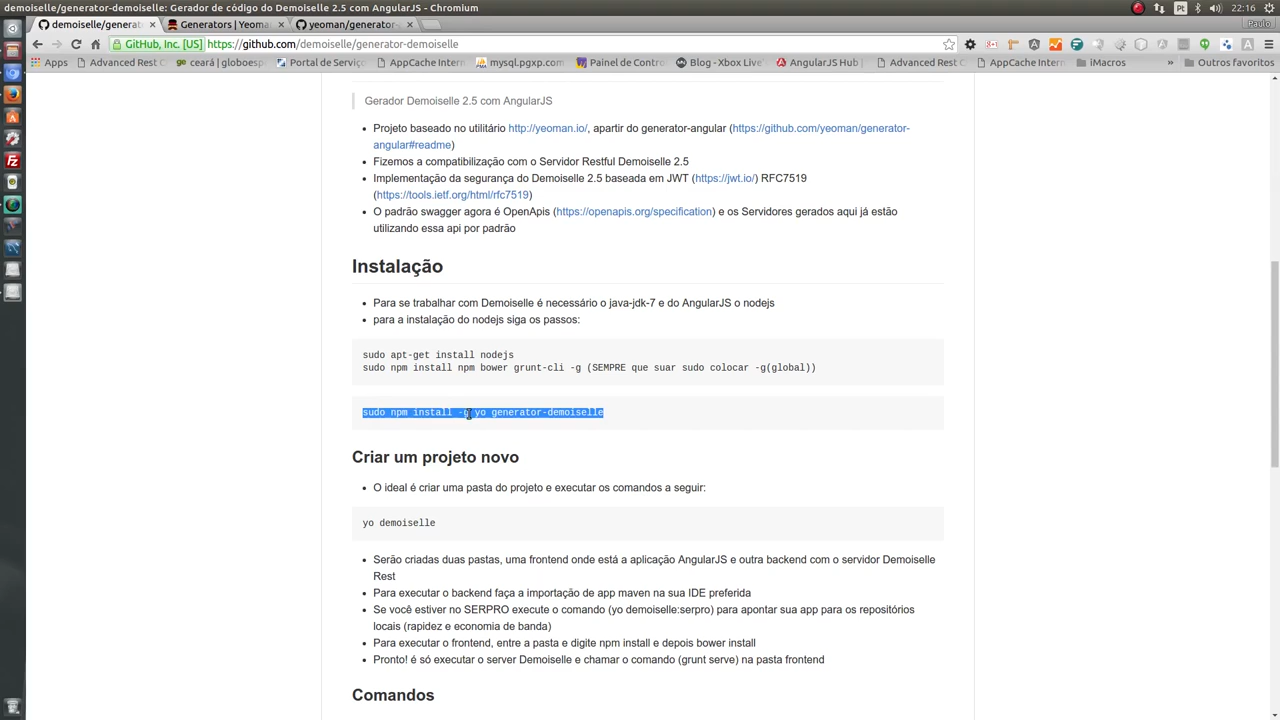 demoiselle/generator-demoiselle: Gerador de código do Demoiselle 2.5 com AngularJS - Chromium
Pt
22:16
demoiselle/genera
Generators | Yeoma
yeoman/generator-
Paulo
GitHub, Inc. [US]
https://github.com/demoiselle/generator-demoiselle
Apps
Advanced Rest C
ceará | globoesp
Portal de Serviç
AppCache Intern
mysql.pgxp.com
Painel de Contro
Blog - Xbox Live'
AngularJS Hub |
Advanced Rest C
AppCache Intern
iMacros
»
Outros favoritos
Gerador Demoiselle 2.5 com AngularJS
• Projeto baseado no utilitário http://yeoman.io/, apartir do generator-angular (https://github.com/yeoman/generator-
angular#readme)
• Fizemos a compatibilização com o Servidor Restful Demoiselle 2.5
• Implementação da segurança do Demoiselle 2.5 baseada em JWT (https://jwt.io/) RFC7519
(https://tools.ietf.org/html/rfc7519)
• O padrão swagger agora é OpenApis (https://openapis.org/specification) e os Servidores gerados aqui já estão
utilizando essa api por padrão
Instalação
• Para se trabalhar com Demoiselle é necessário o java-jdk-7 e do AngularJS o nodejs
• para a instalação do nodejs siga os passos:
sudo apt-get install nodejs
sudo npm install npm bower grunt-cli -g (SEMPRE que suar sudo colocar -g(global))
sudo npm install -g yo generator-demoiselle
Criar um projeto novo
• O ideal é criar uma pasta do projeto e executar os comandos a seguir:
yo demoiselle
• Serão criadas duas pastas, uma frontend onde está a aplicação AngularJS e outra backend com o servidor Demoiselle
Rest
• Para executar o backend faça a importação de app maven na sua IDE preferida
• Se você estiver no SERPRO execute o comando (yo demoiselle:serpro) para apontar sua app para os repositórios
locais (rapidez e economia de banda)
• Para executar o frontend, entre a pasta e digite npm install e depois bower install
• Pronto! é só executar o server Demoiselle e chamar o comando (grunt serve) na pasta frontend
Comandos